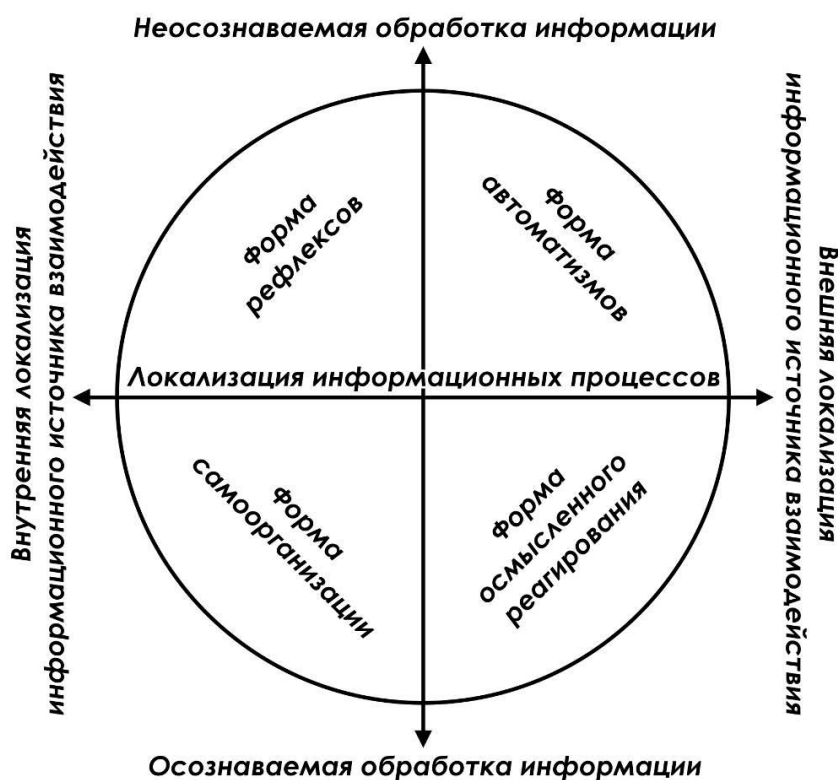 Неосознаваемая обработка информации
Внутренняя локализация
информационного источника взаимодействия
форма
рефлексов
форма
автоматизмов
Внешняя локализация
информационного источника взаимодействия
Локализация информационных процессов
форма
самоорганизации
форма
осмысленного
реагирования
Осознаваемая обработка информации